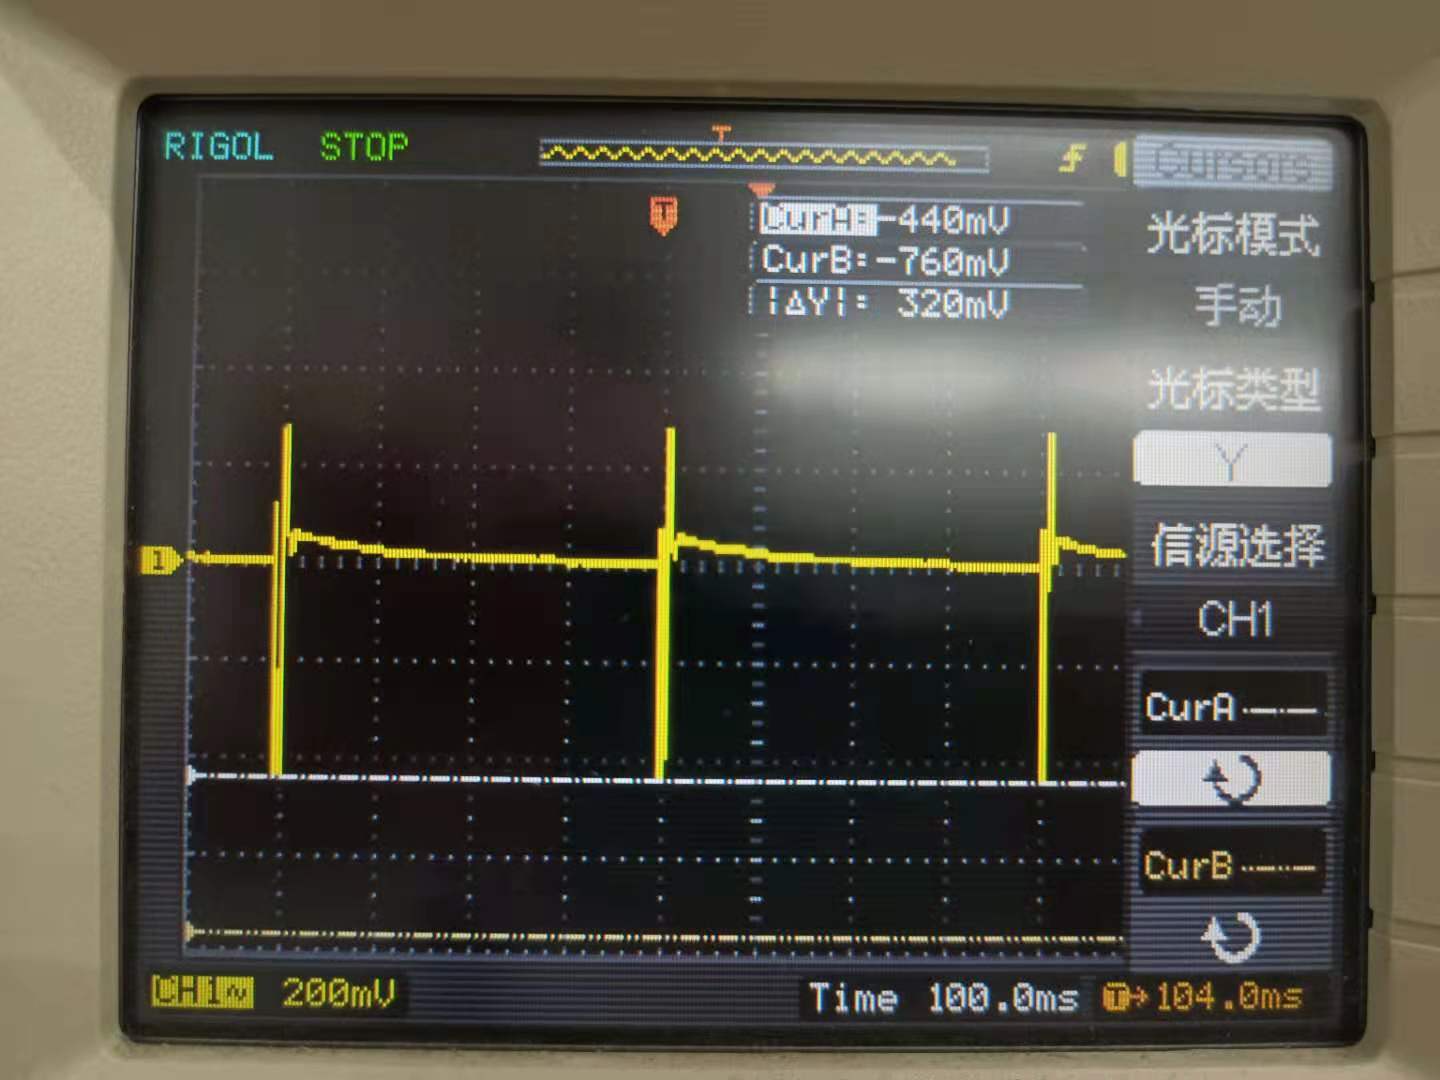 RIGOL STOP
T
Cursors
T
CurA:-440mV
CurB:-760mV
|ΔY|: 320mV
光标模式
手动
光标类型
Y
信源选择
CH1
CurA
CurB
1
CH1~ 200mV Time 100.0ms T→104.0ms